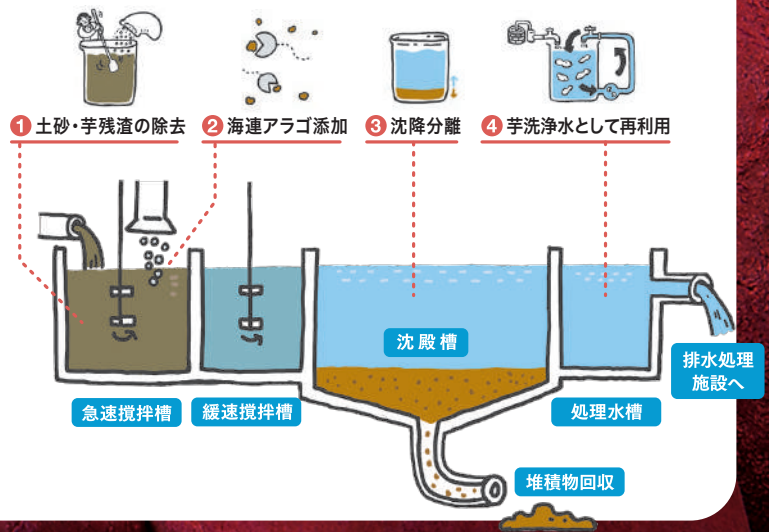 1 土砂・芋残渣の除去
2 海連アラゴ添加
3 沈降分離
4 芋洗浄水として再利用
沈殿槽
排水処理
施設へ
急速撹拌槽
緩速撹拌槽
処理水槽
堆積物回収